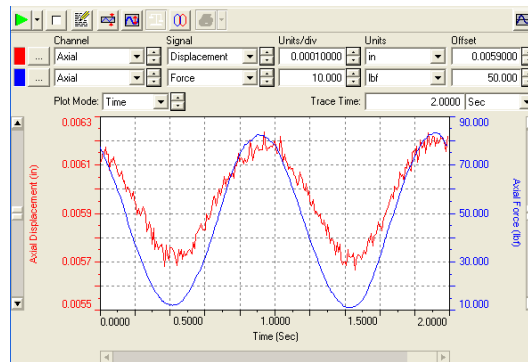 Channel Signal Units/div Units Offset
... Axial Displacement 0.00010000 in 0.0059000
... Axial Force 10.000 lbf 50.000
Plot Mode: Time Trace Time: 2.0000 Sec
0.0063
0.0061
0.0059
0.0057
0.0055
Axial Displacement (in)
90.000
70.000
50.000
30.000
10.000
Axial Force (lbf)
0.0000 0.5000 1.0000 1.5000 2.0000
Time (Sec)